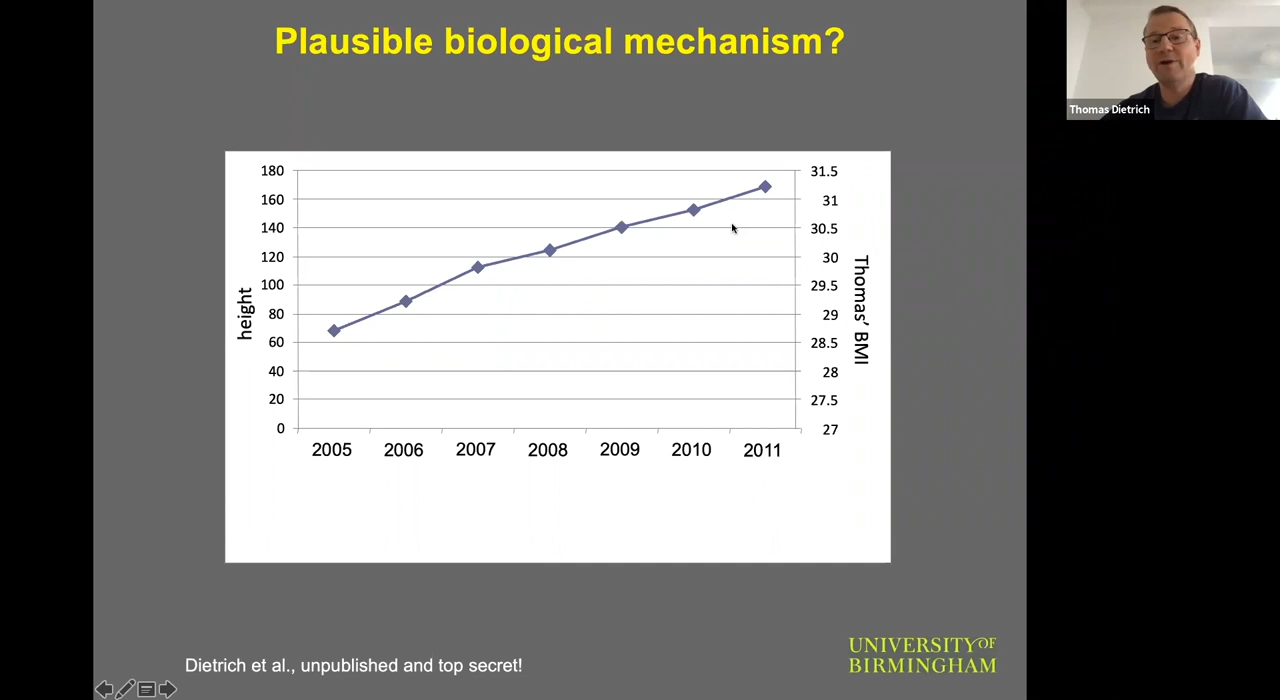 Plausible biological mechanism?
Thomas Dietrich
180
160
140
120
100
80
60
40
20
0
height
31.5
31
30.5
30
29.5
29
28.5
28
27.5
27
Thomas’ BMI
2005 2006 2007 2008 2009 2010 2011
Dietrich et al., unpublished and top secret!
UNIVERSITY OF
BIRMINGHAM